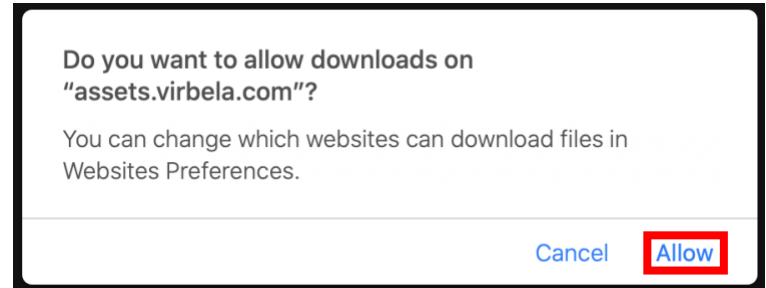 Do you want to allow downloads on
“assets.virbela.com”?
You can change which websites can download files in
Websites Preferences.
Cancel Allow